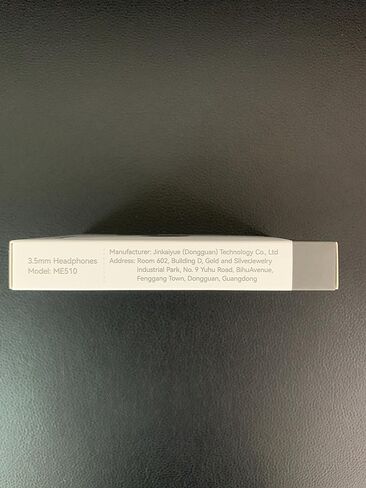 3.5mm Headphones
Model: ME510
Manufacturer: Jinkaiyue (Dongguan) Technology Co., Ltd
Address: Room 602, Building D, Gold and SilverJewelry
Industrial Park, No. 9 Yuhu Road, BihuAvenue,
Fenggang Town, Dongguan, Guangdong